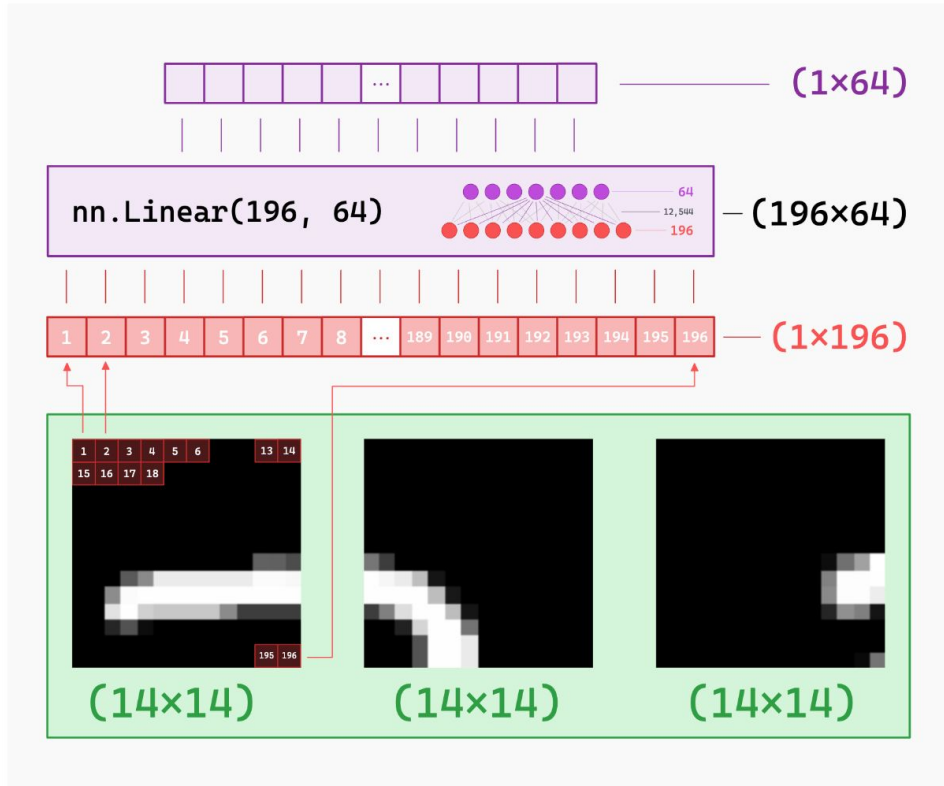 ... (1×64)
nn.Linear(196, 64) 64 12,544 196 (196×64)
1 2 3 4 5 6 7 8 ... 189 190 191 192 193 194 195 196 (1×196)
1 2 3 4 5 6 13 14
15 16 17 18
195 196
(14×14) (14×14) (14×14)